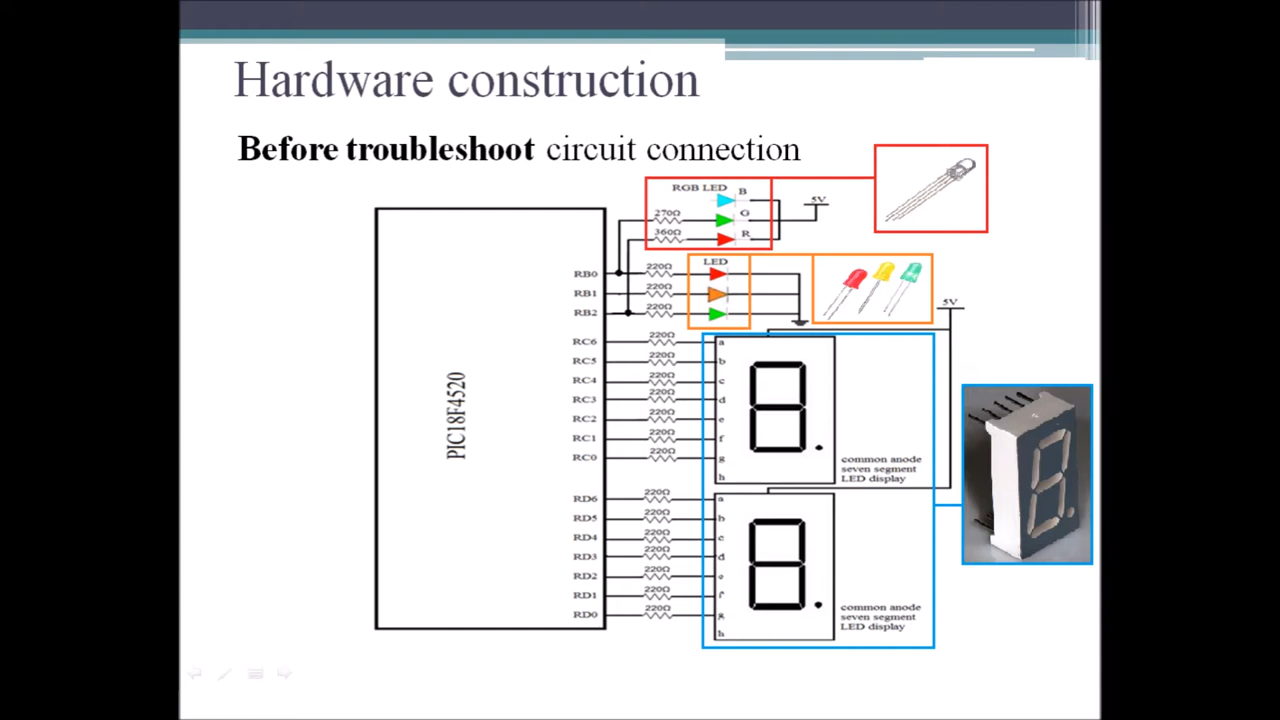 Hardware construction
Before troubleshoot circuit connection
RGB LED
B
270Ω
G
5V
360Ω
R
LED
RB0
220Ω
RB1
220Ω
RB2
220Ω
5V
RC6
220Ω
a
RC5
220Ω
b
RC4
220Ω
c
RC3
220Ω
d
RC2
220Ω
e
RC1
220Ω
f
RC0
220Ω
g
h
common anode
seven segment
LED display
PIC18F4520
RD6
220Ω
a
RD5
220Ω
b
RD4
220Ω
c
RD3
220Ω
d
RD2
220Ω
e
RD1
220Ω
f
RD0
220Ω
g
h
common anode
seven segment
LED display